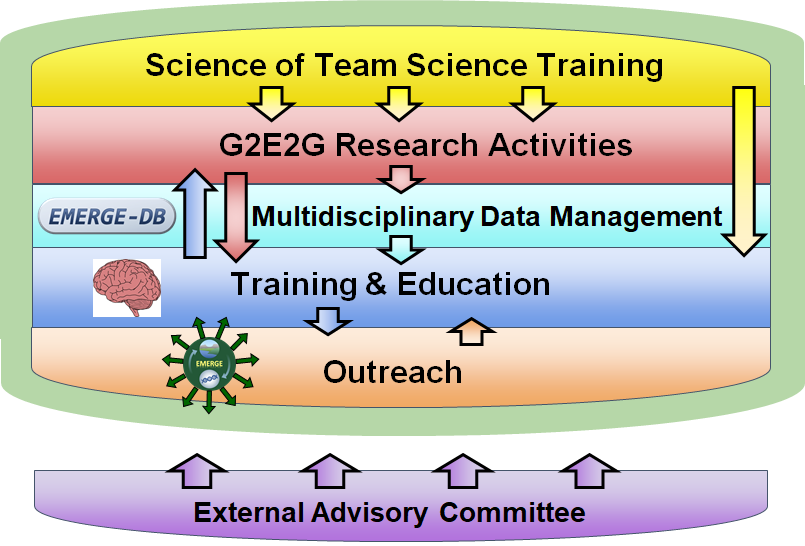 Science of Team Science Training
G2E2G Research Activities
EMERGE-DB
Multidisciplinary Data Management
Training & Education
EMERGE
Outreach
External Advisory Committee